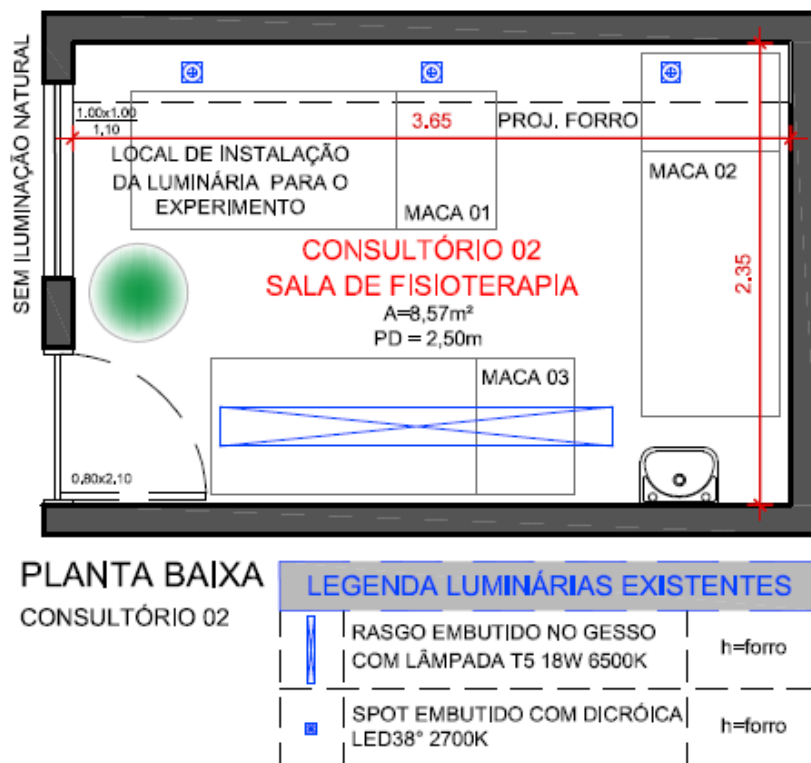 SEM ILUMINAÇÃO NATURAL
1.00x1.00
1,10
3.65
PROJ. FORRO
LOCAL DE INSTALAÇÃO
DA LUMINÁRIA PARA O
EXPERIMENTO
MACA 01
MACA 02
CONSULTÓRIO 02
SALA DE FISIOTERAPIA
A=8,57m²
PD = 2,50m
2.35
MACA 03
0,80x2,10
PLANTA BAIXA
CONSULTÓRIO 02
LEGENDA LUMINÁRIAS EXISTENTES
RASGO EMBUTIDO NO GESSO
COM LÂMPADA T5 18W 6500K
h=forro
SPOT EMBUTIDO COM DICRÓICA
LED38° 2700K
h=forro